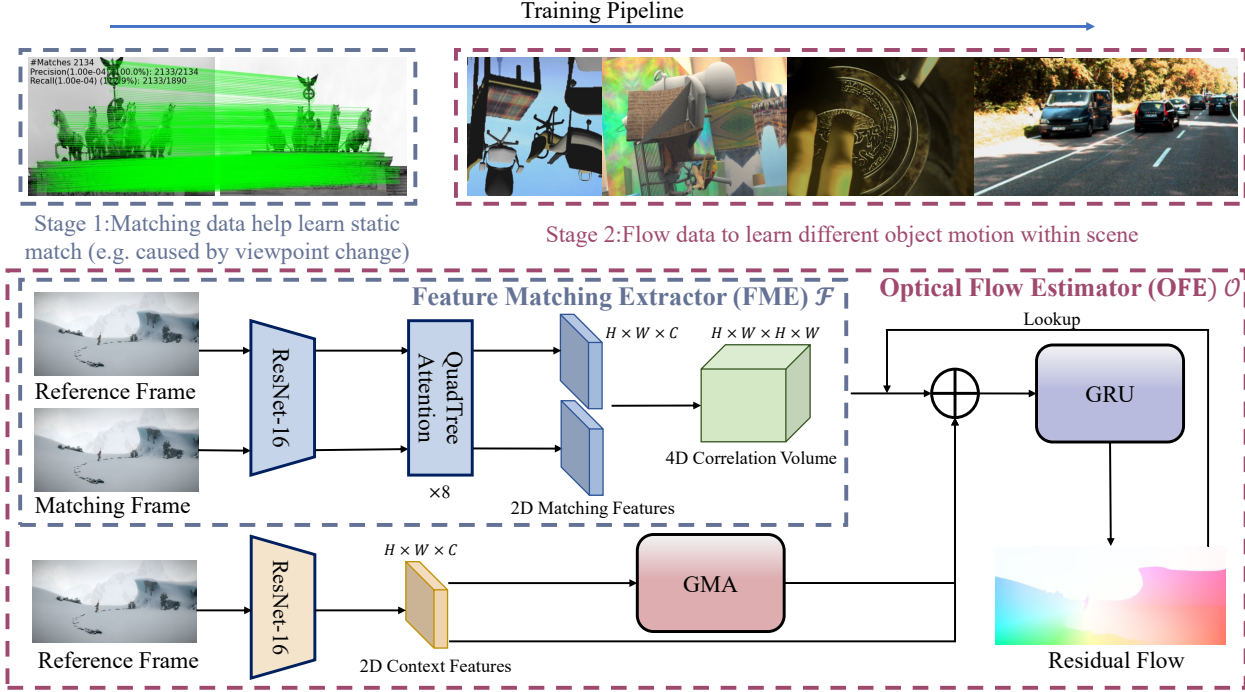 Training Pipeline
#Matches 2134
Precision(1.00e-04) (100.0%): 2133/2134
Recall(1.00e-04) (112.9%): 2133/1890
Stage 1:Matching data help learn static
match (e.g. caused by viewpoint change)
Stage 2:Flow data to learn different object motion within scene
Feature Matching Extractor (FME) ℱ
Optical Flow Estimator (OFE) 𝒪
Lookup
H × W × C
H × W × H × W
Reference Frame
ResNet-16
QuadTree
Attention
GRU
4D Correlation Volume
Matching Frame
×8
2D Matching Features
H × W × C
ResNet-16
GMA
Reference Frame
2D Context Features
Residual Flow